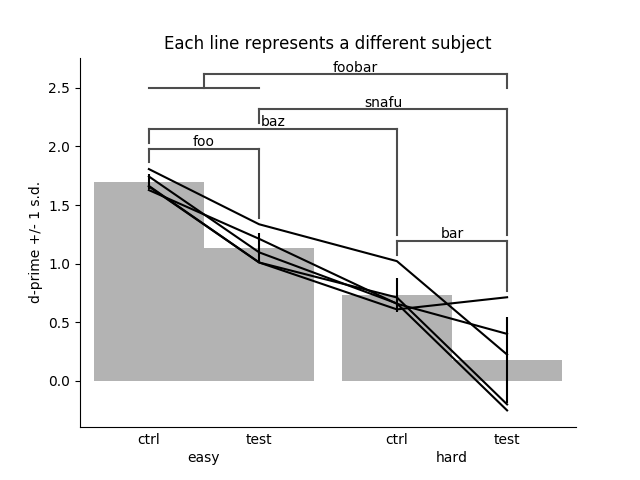 Each line represents a different subject
foobar
2.5
snafu
baz
2.0
foo
1.5
bar
1.0
0.5
0.0
d-prime +/- 1 s.d.
ctrl test ctrl test
easy hard